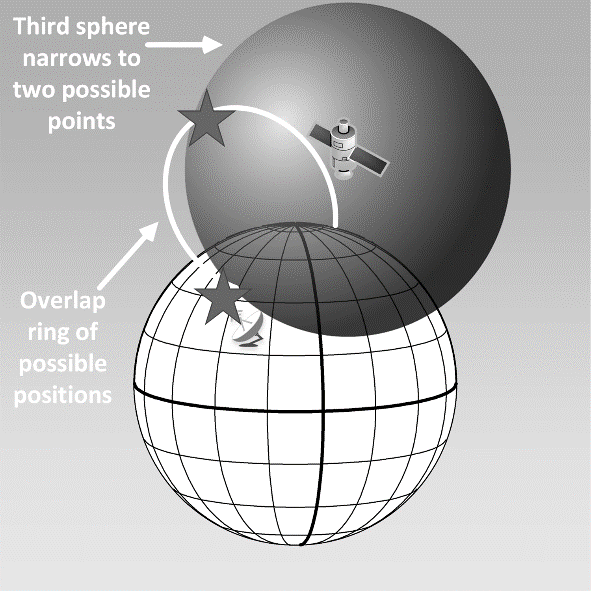 Third sphere
narrows to
two possible
points
Overlap
ring of
possible
positions